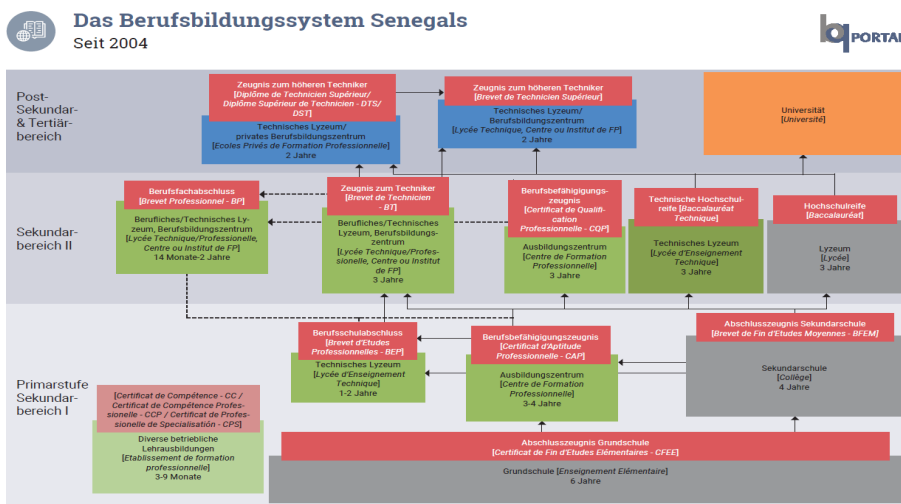 Das Berufsbildungssystem Senegals
Seit 2004
bq PORTAL
Post-
Sekundar-
& Tertiär-
bereich
Zeugnis zum höheren Techniker
[Diplôme de Technicien Supérieur/
Diplôme Supérieur de Technicien - DTS/
DST]
Technisches Lyzeum/
privates Berufsbildungszentrum
[Ecoles Privés de Formation Professionnelle]
2 Jahre
Zeugnis zum höheren Techniker
[Brevet de Technicien Supérieur]
Technisches Lyzeum/
Berufsbildungszentrum
[Lycée Technique, Centre ou Institut de FP]
2 Jahre
Universität
[Université]
Sekundar-
bereich II
Berufsfachabschluss
[Brevet Professionnel - BP]
Berufliches/Technisches Ly-
zeum, Berufsbildungszentrum
[Lycée Technique/Professionnelle,
Centre ou Institut de FP]
14 Monate-2 Jahre
Zeugnis zum Techniker
[Brevet de Technicien
- BT]
Berufliches/Technisches
Lyzeum, Berufsbildungs-
zentrum
[Lycée Technique/Profes-
sionelle, Centre ou Institut
de FP]
3 Jahre
Berufsbefähigigungs-
zeugnis
[Certificat de Qualifi-
cation
Professionnelle - CQP]
Ausbildungszentrum
[Centre de Formation
Professionnelle]
3 Jahre
Technische Hochschul-
reife [Baccalauréat
Technique]
Technisches Lyzeum
[Lycée d'Enseignement
Technique]
3 Jahre
Hochschulreife
[Baccalauréat]
Lyzeum
[Lycée]
3 Jahre
Primarstufe
Sekundar-
bereich I
[Certificat de Compétence - CC /
Certificat de Compétence Profes-
sionelle - CCP / Certificat de Profes-
sionelle de Specialisatión - CPS]
Diverse betriebliche
Lehrausbildungen
[Etablissement de formation
professionnelle]
3-9 Monate
Berufsschulabschluss
[Brevet d'Etudes
Professionnelles - BEP]
Technisches Lyzeum
[Lycée d'Enseignement
Technique]
1-2 Jahre
Berufsbefähigigungszeugnis
[Certificat d'Aptitude
Professionnelle - CAP]
Ausbildungszentrum
[Centre de Formation
Professionnelle]
3-4 Jahre
Abschlusszeugnis Sekundarschule
[Brevet de Fin d'Etudes Moyennes - BFEM]
Sekundarschule
[Collège]
4 Jahre
Abschlusszeugnis Grundschule
[Certificat de Fin d'Etudes Elémentaires - CFEE]
Grundschule [Enseignement Elémentaire]
6 Jahre